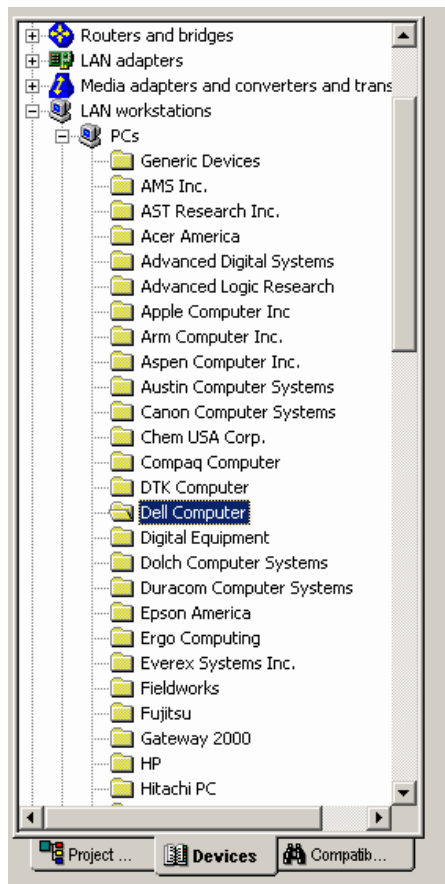 Routers and bridges
LAN adapters
Media adapters and converters and trans
LAN workstations
PCs
Generic Devices
AMS Inc.
AST Research Inc.
Acer America
Advanced Digital Systems
Advanced Logic Research
Apple Computer Inc
Arm Computer Inc.
Aspen Computer Inc.
Austin Computer Systems
Canon Computer Systems
Chem USA Corp.
Compaq Computer
DTK Computer
Dell Computer
Digital Equipment
Dolch Computer Systems
Duracom Computer Systems
Epson America
Ergo Computing
Everex Systems Inc.
Fieldworks
Fujitsu
Gateway 2000
HP
Hitachi PC
Project ... Devices Compatib...